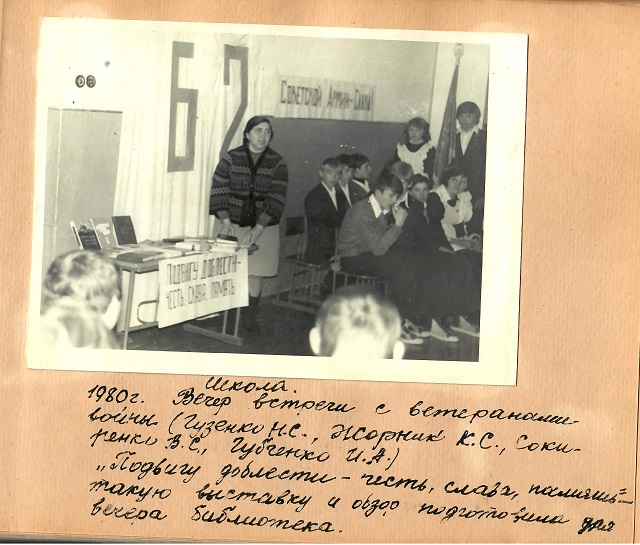 62
Советской Армии-Слава!
Подвигу доблести-
честь, слава, память
Школа.
1980г. Вечер встречи с ветеранами
войны (Гузенко Н.С., Жорник К.С., Соки-
ренко В.С., Губченко И.А.)
„Подвигу доблести - честь, слава, память"-
такую выставку и обзор подготовила для
вечера библиотека.